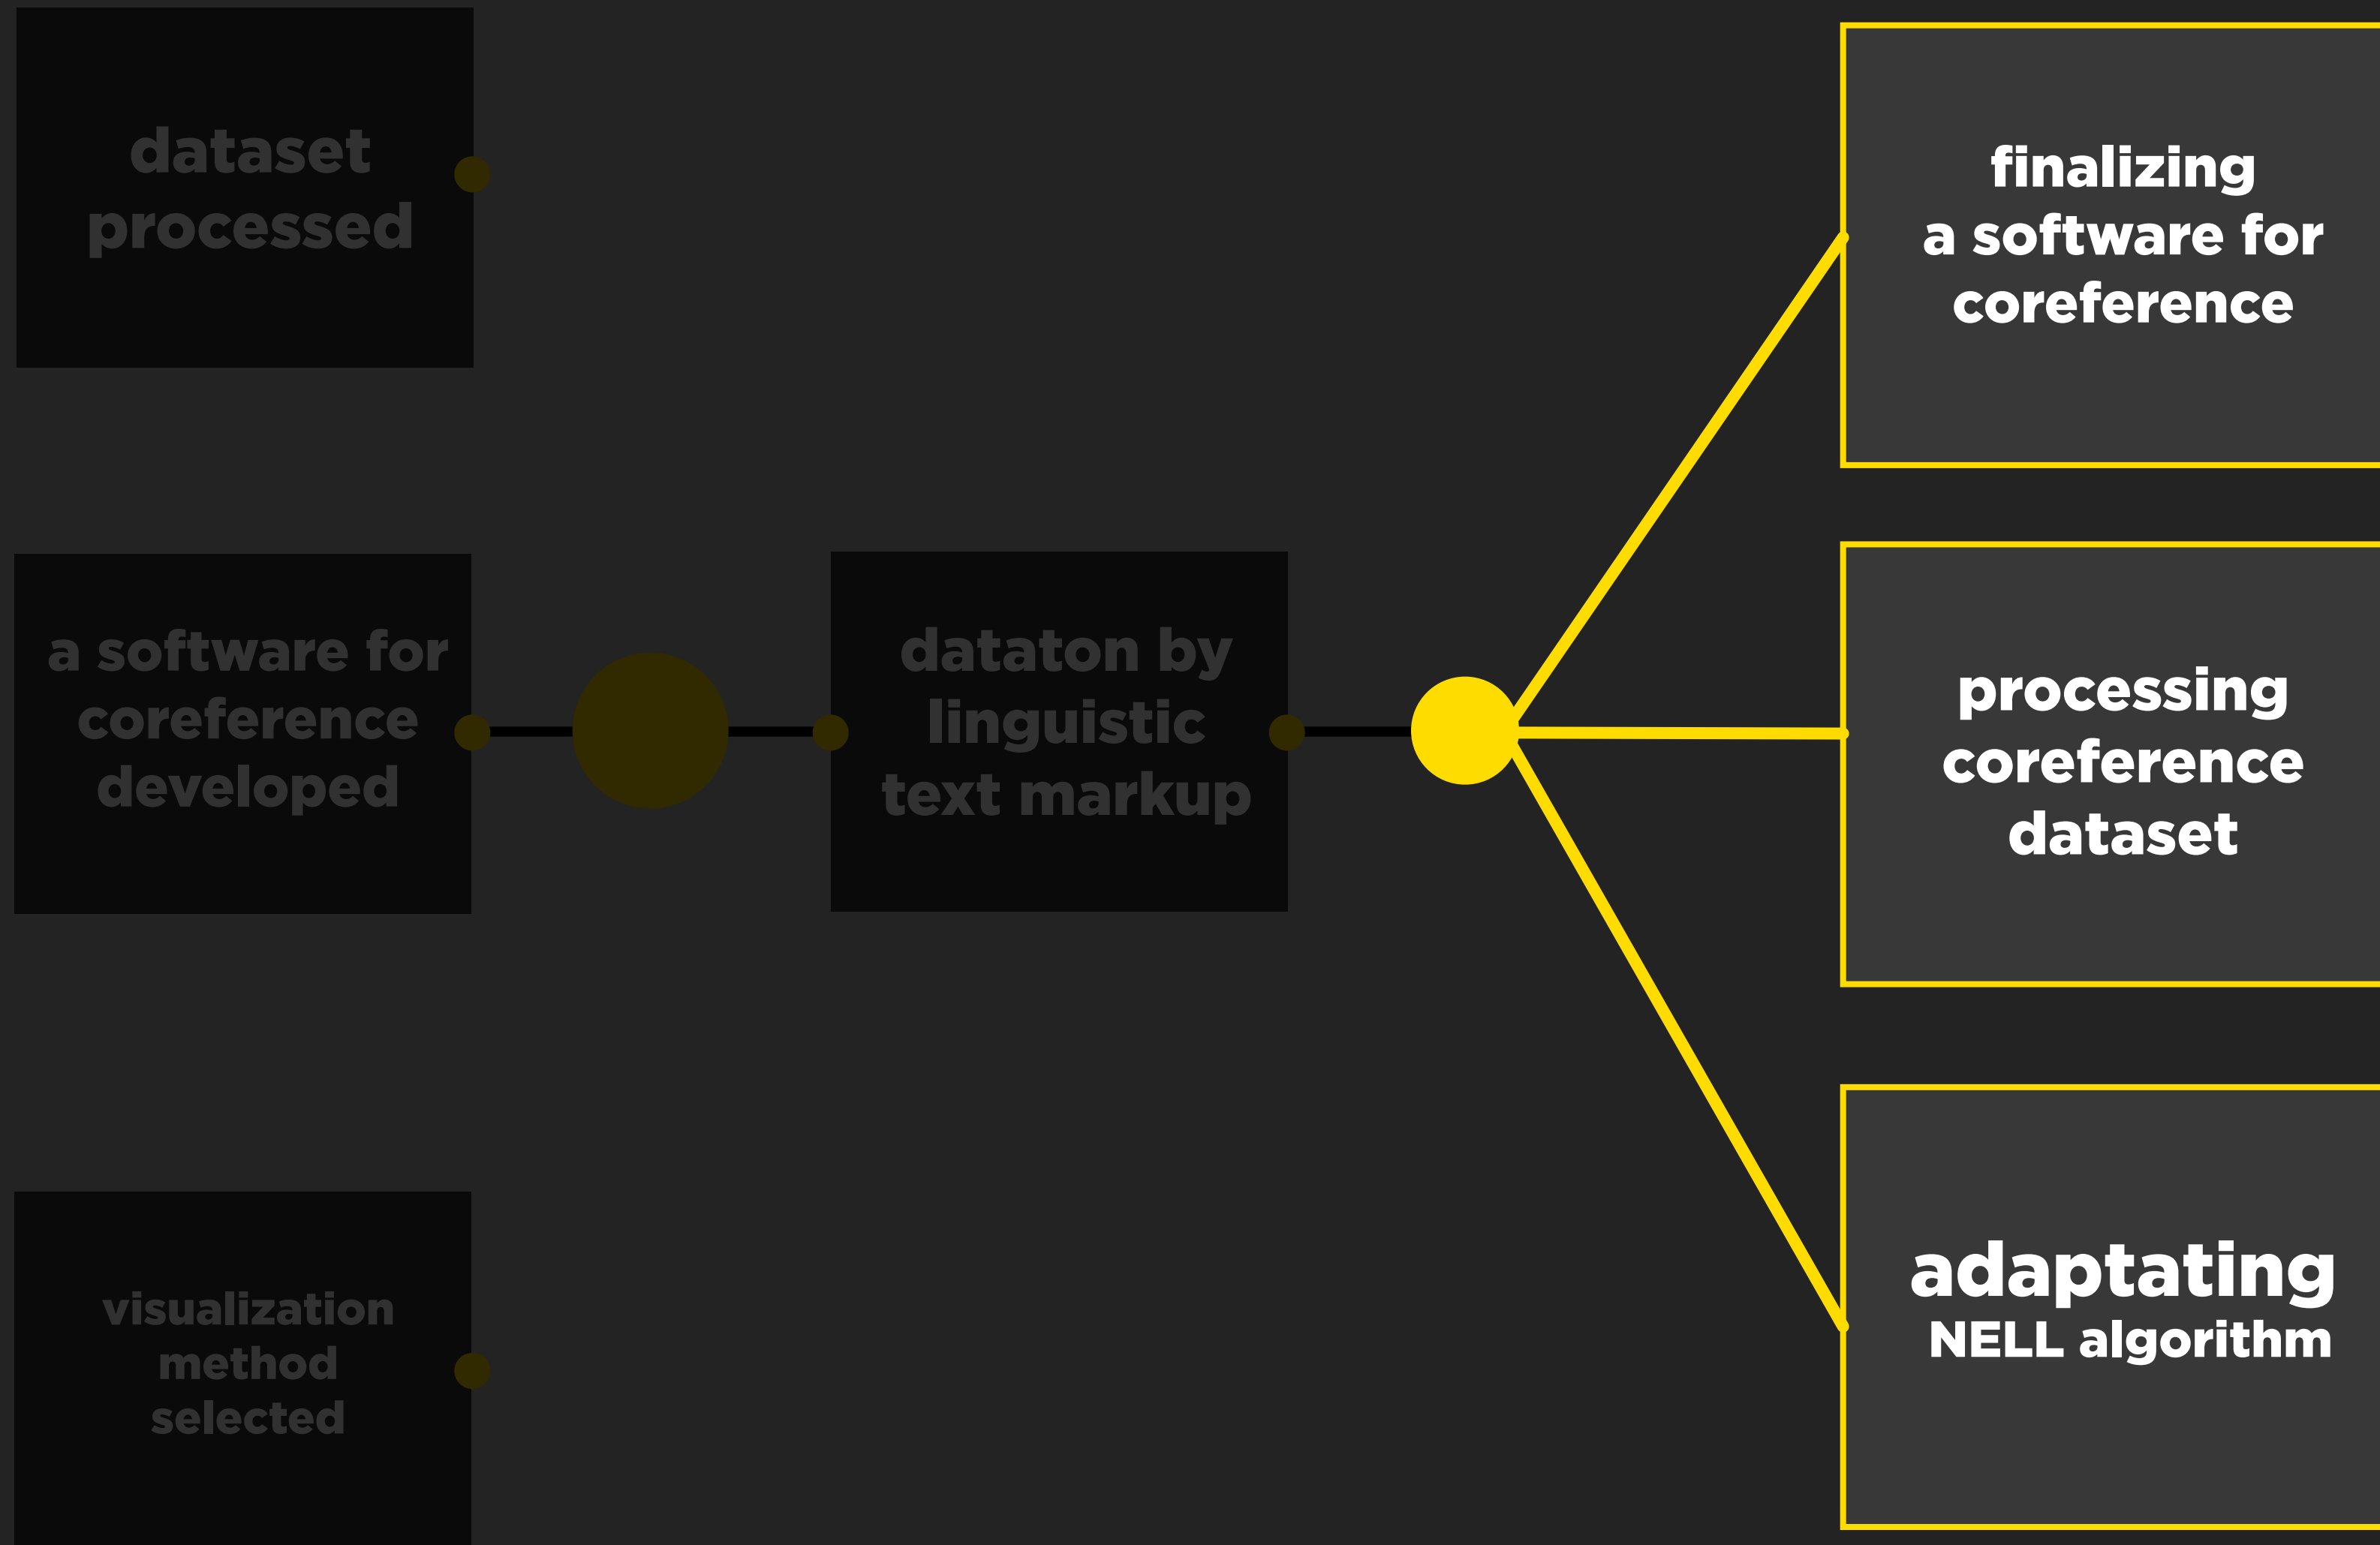 dataset
processed
a software for
coreference
developed
visualization
method
selected
dataton by
linguistic
text markup
finalizing
a software for
coreference
processing
coreference
dataset
adaptating
NELL algorithm